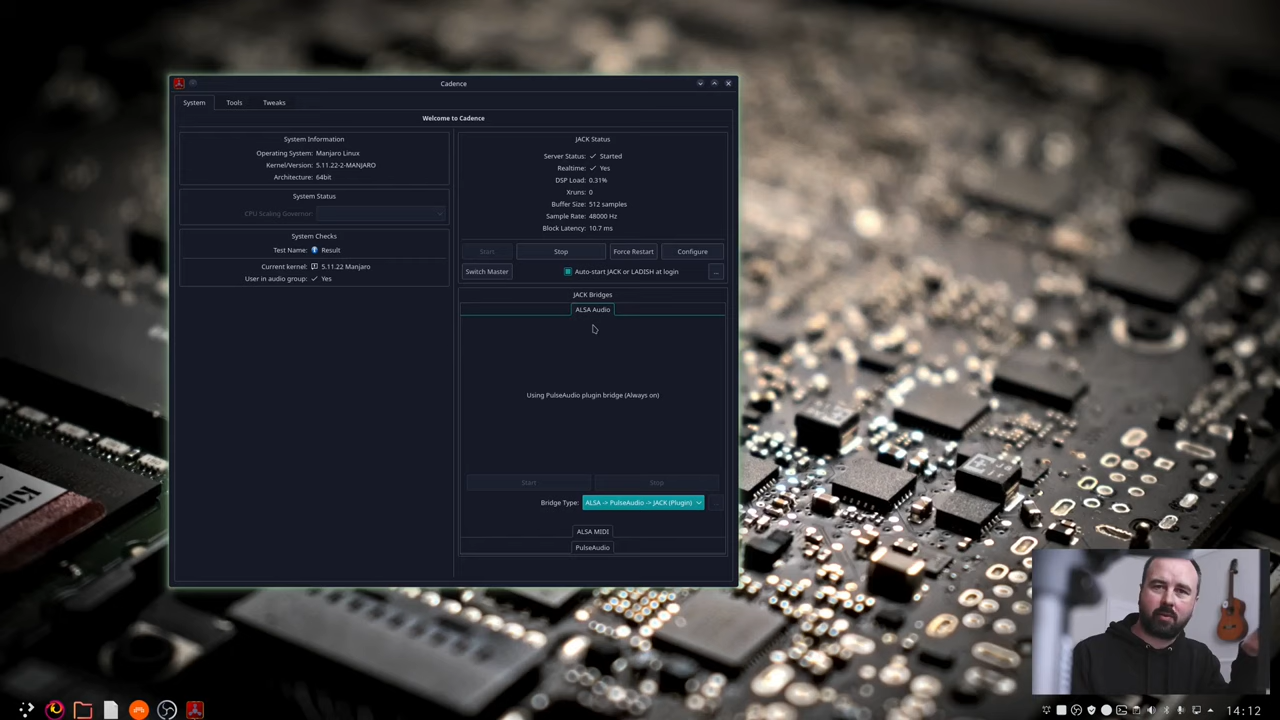 Cadence
System Tools Tweaks
Welcome to Cadence
System Information
Operating System: Manjaro Linux
Kernel/Version: 5.11.22-2-MANJARO
Architecture: 64bit
System Status
CPU Scaling Governor:
System Checks
Test Name: Result
Current kernel: 5.11.22 Manjaro
User in audio group: Yes
JACK Status
Server Status: Started
Realtime: Yes
DSP Load: 0.31%
Xruns: 0
Buffer Size: 512 samples
Sample Rate: 48000 Hz
Block Latency: 10.7 ms
Start Stop Force Restart Configure
Switch Master Auto-start JACK or LADISH at login ...
JACK Bridges
ALSA Audio
Using PulseAudio plugin bridge (Always on)
Start Stop
Bridge Type: ALSA -> PulseAudio -> JACK (Plugin)
ALSA MIDI
PulseAudio
14:12